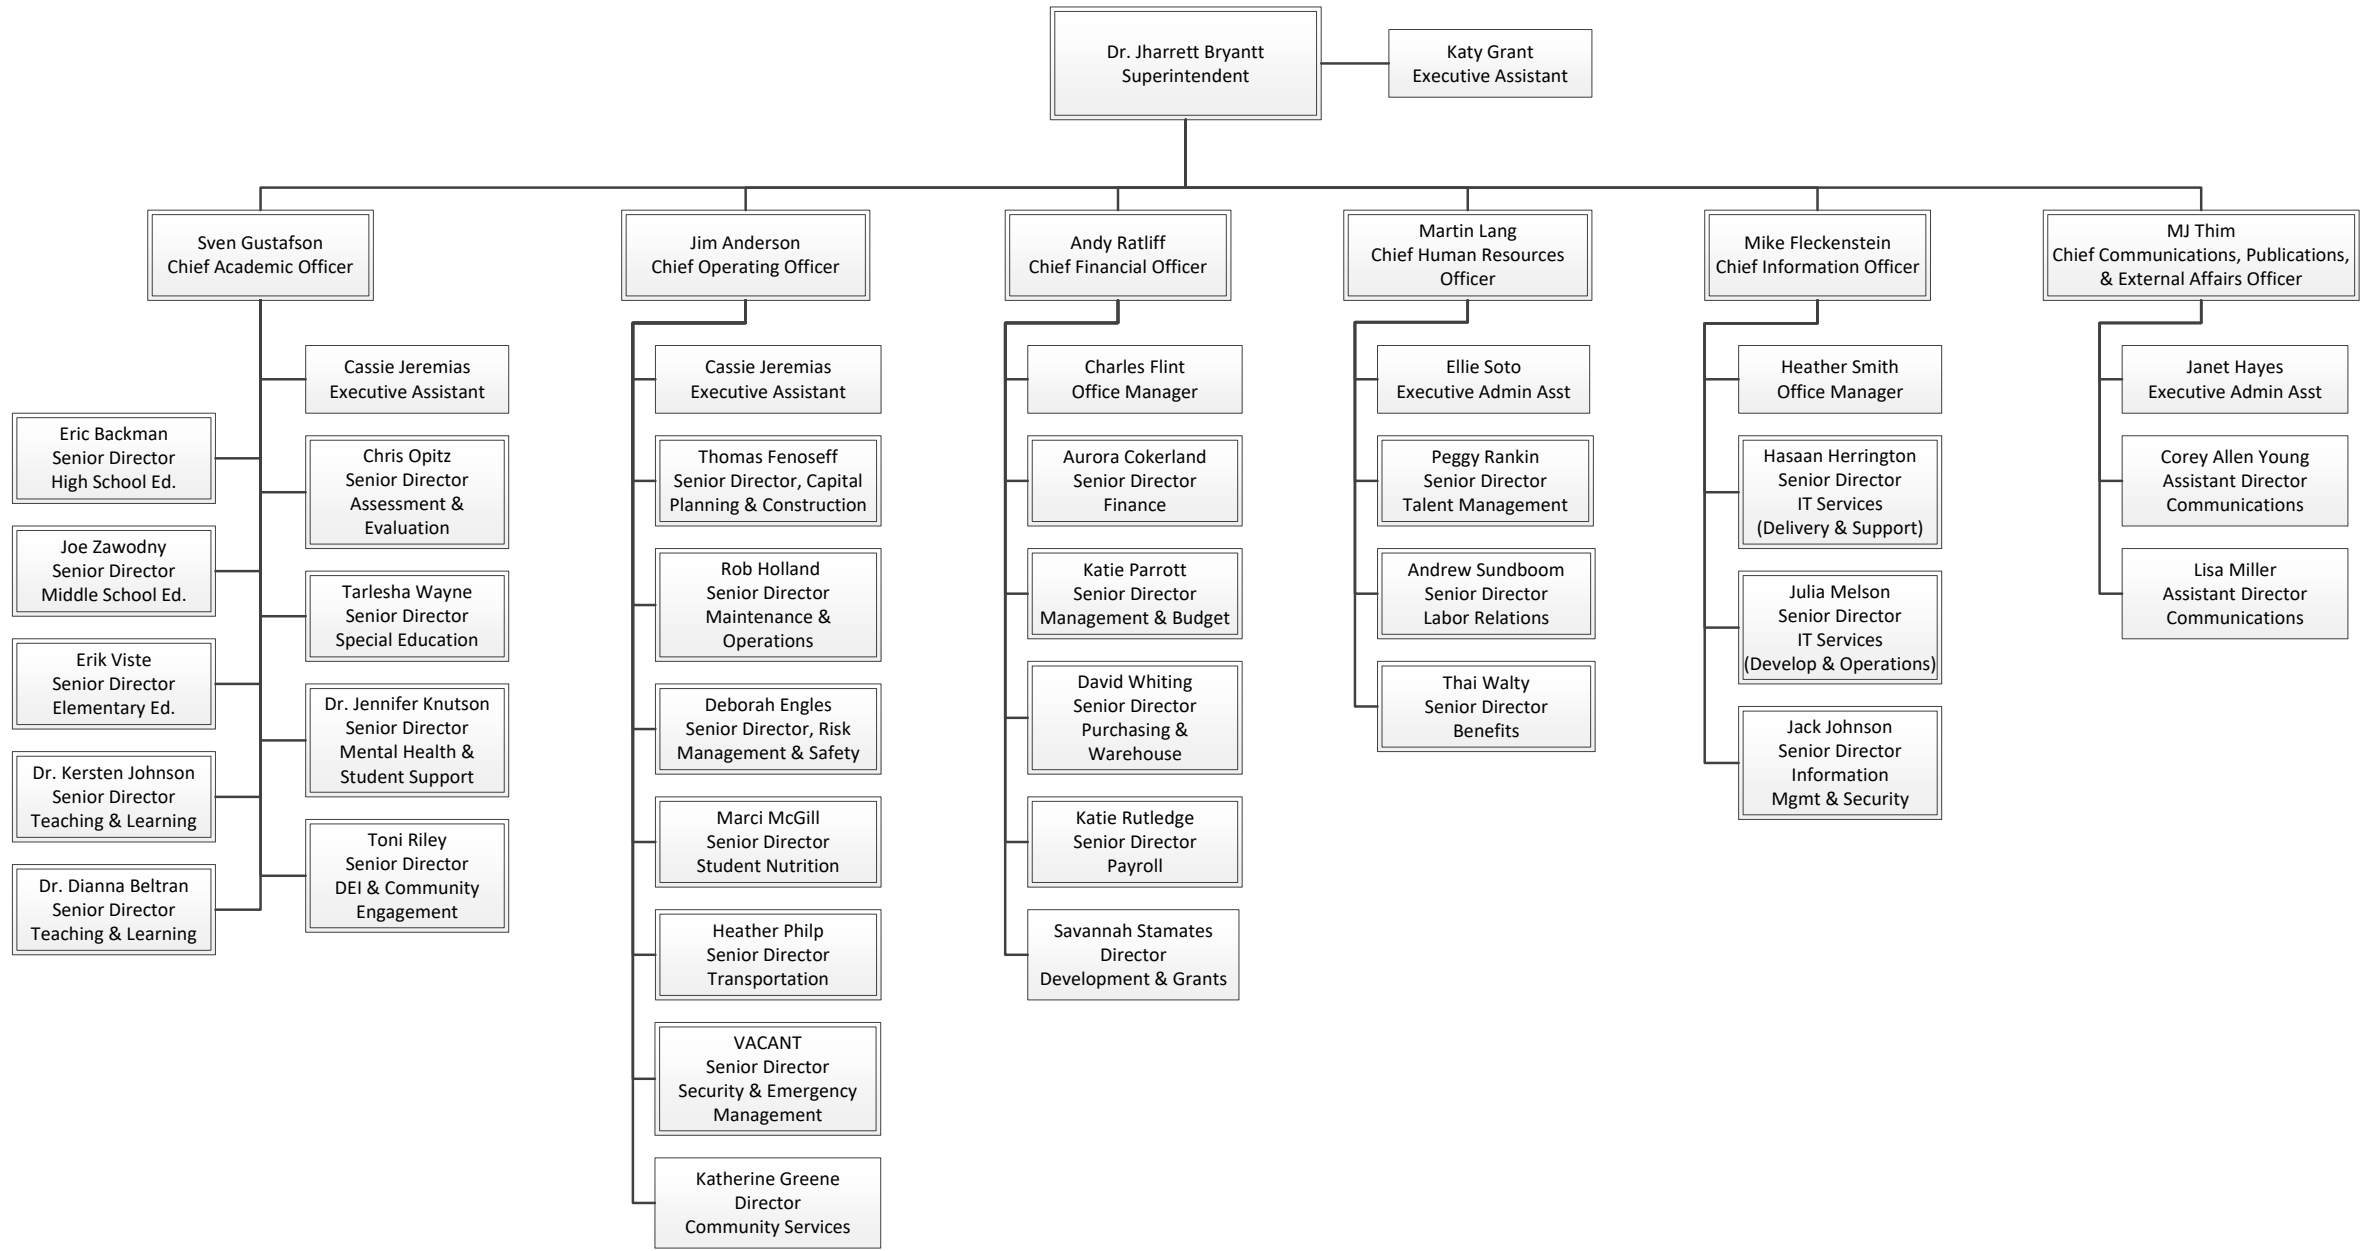 Dr. Jharrett Bryantt
Superintendent
Katy Grant
Executive Assistant
Sven Gustafson
Chief Academic Officer
Jim Anderson
Chief Operating Officer
Andy Ratliff
Chief Financial Officer
Martin Lang
Chief Human Resources
Officer
Mike Fleckenstein
Chief Information Officer
MJ Thim
Chief Communications, Publications,
& External Affairs Officer
Eric Backman
Senior Director
High School Ed.
Joe Zawodny
Senior Director
Middle School Ed.
Erik Viste
Senior Director
Elementary Ed.
Dr. Kersten Johnson
Senior Director
Teaching & Learning
Dr. Dianna Beltran
Senior Director
Teaching & Learning
Cassie Jeremias
Executive Assistant
Chris Opitz
Senior Director
Assessment &
Evaluation
Tarlesha Wayne
Senior Director
Special Education
Dr. Jennifer Knutson
Senior Director
Mental Health &
Student Support
Toni Riley
Senior Director
DEI & Community
Engagement
Cassie Jeremias
Executive Assistant
Thomas Fenoseff
Senior Director, Capital
Planning & Construction
Rob Holland
Senior Director
Maintenance &
Operations
Deborah Engles
Senior Director, Risk
Management & Safety
Marci McGill
Senior Director
Student Nutrition
Heather Philp
Senior Director
Transportation
VACANT
Senior Director
Security & Emergency
Management
Katherine Greene
Director
Community Services
Charles Flint
Office Manager
Aurora Cokerland
Senior Director
Finance
Katie Parrott
Senior Director
Management & Budget
David Whiting
Senior Director
Purchasing &
Warehouse
Katie Rutledge
Senior Director
Payroll
Savannah Stamates
Director
Development & Grants
Ellie Soto
Executive Admin Asst
Peggy Rankin
Senior Director
Talent Management
Andrew Sundboom
Senior Director
Labor Relations
Thai Walty
Senior Director
Benefits
Heather Smith
Office Manager
Hasaan Herrington
Senior Director
IT Services
(Delivery & Support)
Julia Melson
Senior Director
IT Services
(Develop & Operations)
Jack Johnson
Senior Director
Information
Mgmt & Security
Janet Hayes
Executive Admin Asst
Corey Allen Young
Assistant Director
Communications
Lisa Miller
Assistant Director
Communications